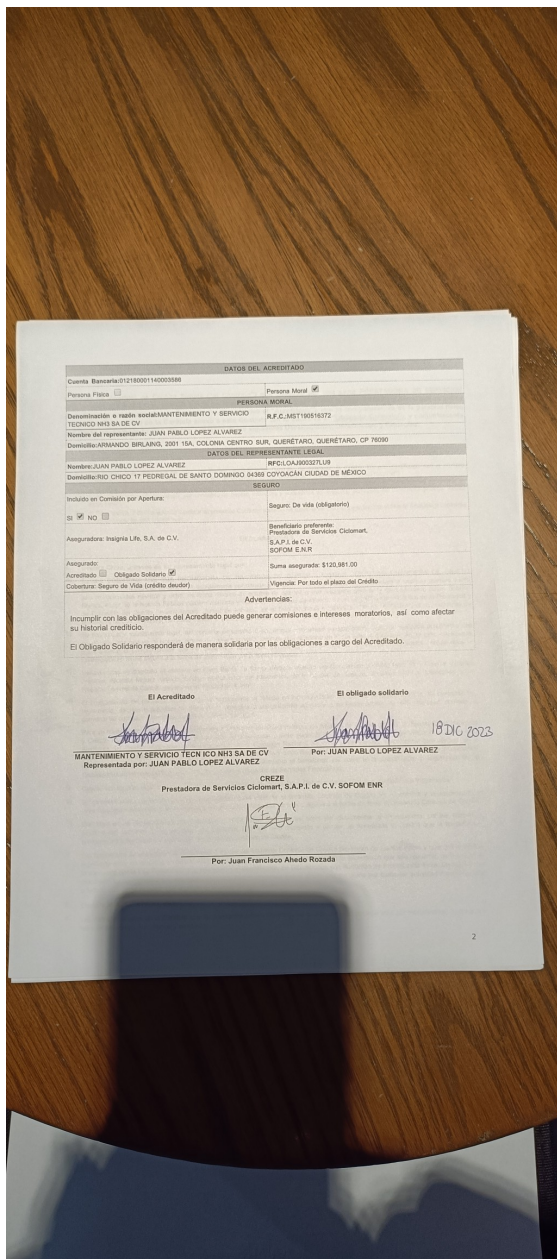 DATOS DEL ACREDITADO
Cuenta Bancaria:012180001140003586
Persona Física Persona Moral
PERSONA MORAL
Denominación o razón social:MANTENIMIENTO Y SERVICIO TECNICO NH3 SA DE CV R.F.C.:MST190516372
Nombre del representante: JUAN PABLO LOPEZ ALVAREZ
Domicilio:ARMANDO BIRLAING, 2001 15A, COLONIA CENTRO SUR, QUERÉTARO, QUERÉTARO, CP 76090
DATOS DEL REPRESENTANTE LEGAL
Nombre:JUAN PABLO LOPEZ ALVAREZ RFC:LOAJ900327LU9
Domicilio:RIO CHICO 17 PEDREGAL DE SANTO DOMINGO 04369 COYOACÁN CIUDAD DE MÉXICO
SEGURO
Incluido en Comisión por Apertura:
SI NO
Seguro: De vida (obligatorio)
Aseguradora: Insignia Life, S.A. de C.V.
Beneficiario preferente:
Prestadora de Servicios Ciclomart,
S.A.P.I. de C.V.
SOFOM E.N.R
Asegurado:
Acreditado Obligado Solidario
Suma asegurada: $120,981.00
Cobertura: Seguro de Vida (crédito deudor) Vigencia: Por todo el plazo del Crédito
Advertencias:
Incumplir con las obligaciones del Acreditado puede generar comisiones e intereses moratorios, así como afectar
su historial crediticio.
El Obligado Solidario responderá de manera solidaria por las obligaciones a cargo del Acreditado.
El Acreditado El obligado solidario
18 DIC 2023
MANTENIMIENTO Y SERVICIO TECN ICO NH3 SA DE CV
Representada por: JUAN PABLO LOPEZ ALVAREZ
Por: JUAN PABLO LOPEZ ALVAREZ
CREZE
Prestadora de Servicios Ciclomart, S.A.P.I. de C.V. SOFOM ENR
Por: Juan Francisco Ahedo Rozada
2